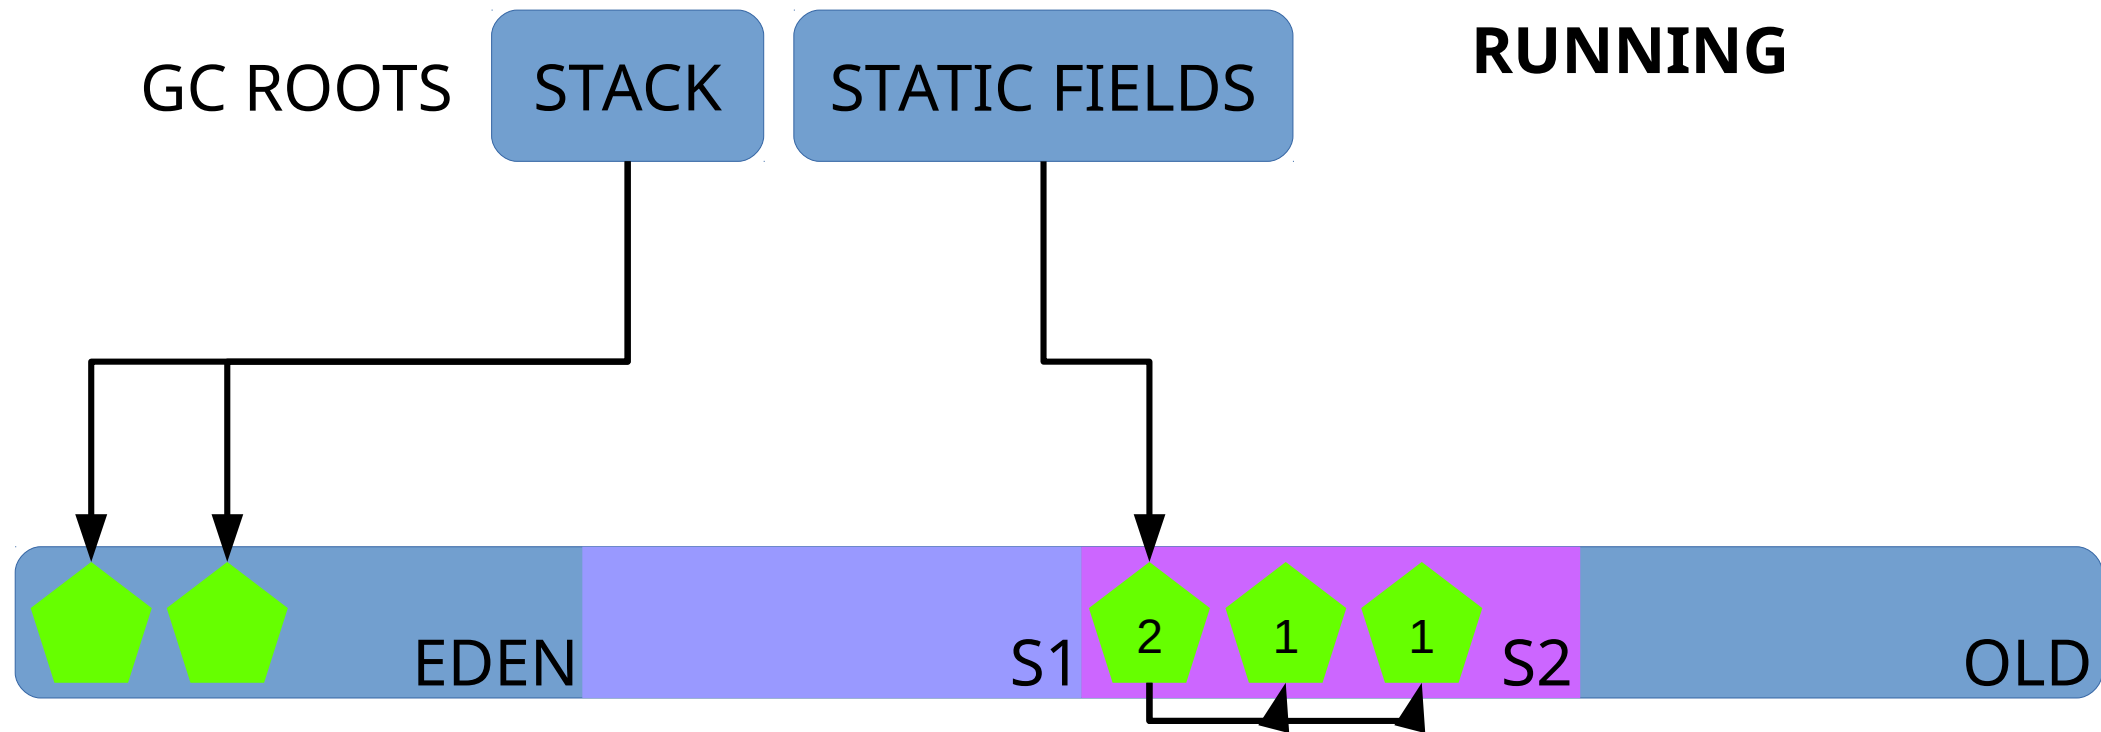 GC ROOTS
STACK
STATIC FIELDS
RUNNING
EDEN
S1
2
1
1
S2
OLD